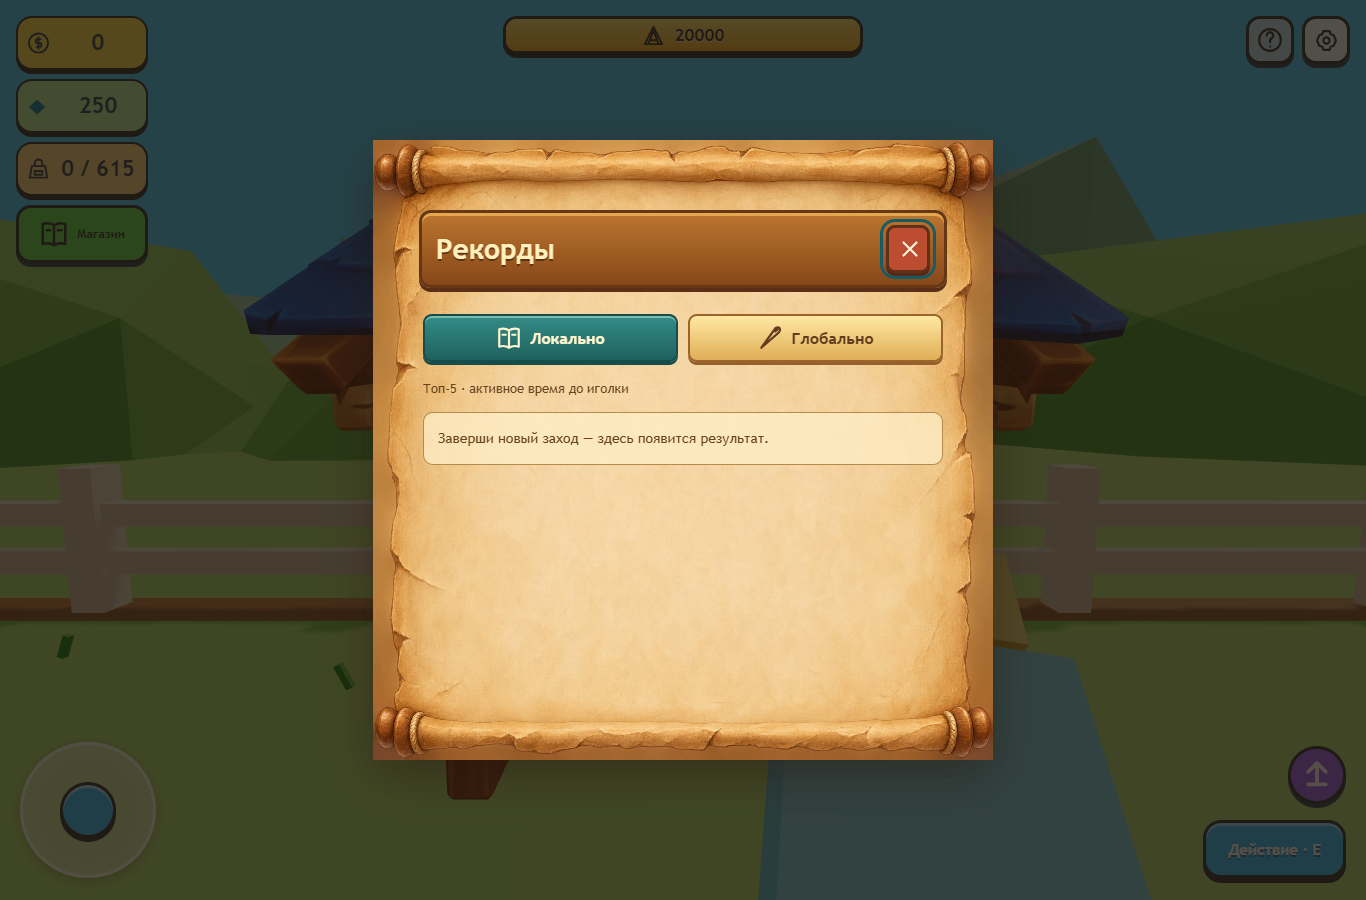 0
20000
250
0 / 615
Магазин
Рекорды
Локально
Глобально
Топ-5 · активное время до иголки
Заверши новый заход — здесь появится результат.
Действие · E